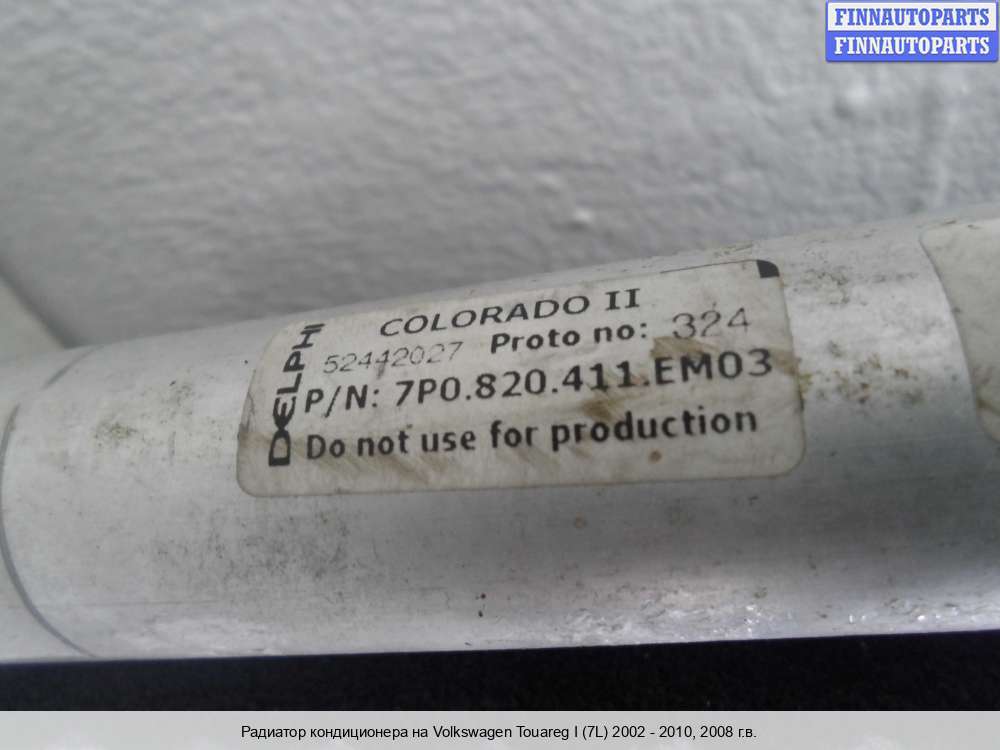 FINNAUTOPARTS
FINNAUTOPARTS
DELPHI
COLORADO II
52442027 Proto no: 324
P/N: 7P0.820.411.EM03
Do not use for production
Радиатор кондиционера на Volkswagen Touareg I (7L) 2002 - 2010, 2008 г.в.